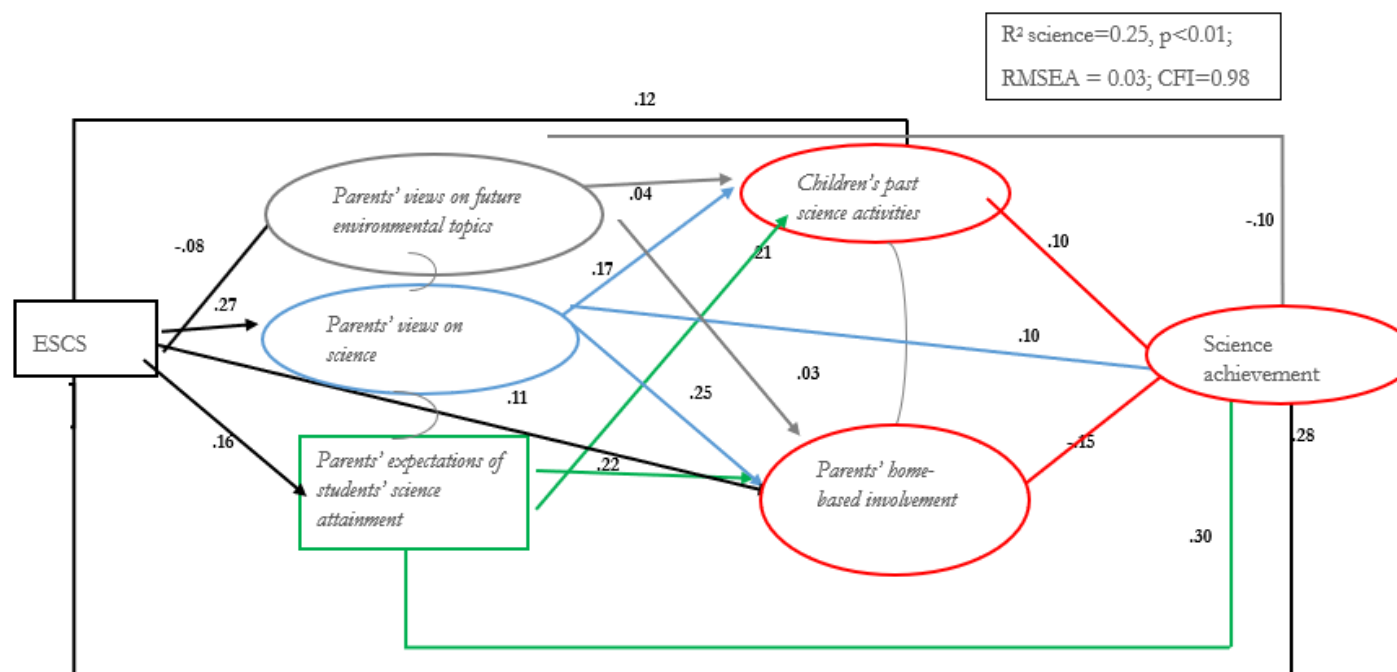 R² science=0.25, p<0.01;
RMSEA = 0.03; CFI=0.98
.12
Parents' views on future
environmental topics
Children's past
science activities
.04
-.10
-.08
.10
.21
.17
.27
ESCS
Parents' views on
science
.10
Science
achievement
.03
.11
.25
.16
-.15
.28
Parents' expectations of
students' science
attainment
.22
Parents' home-
based involvement
.30